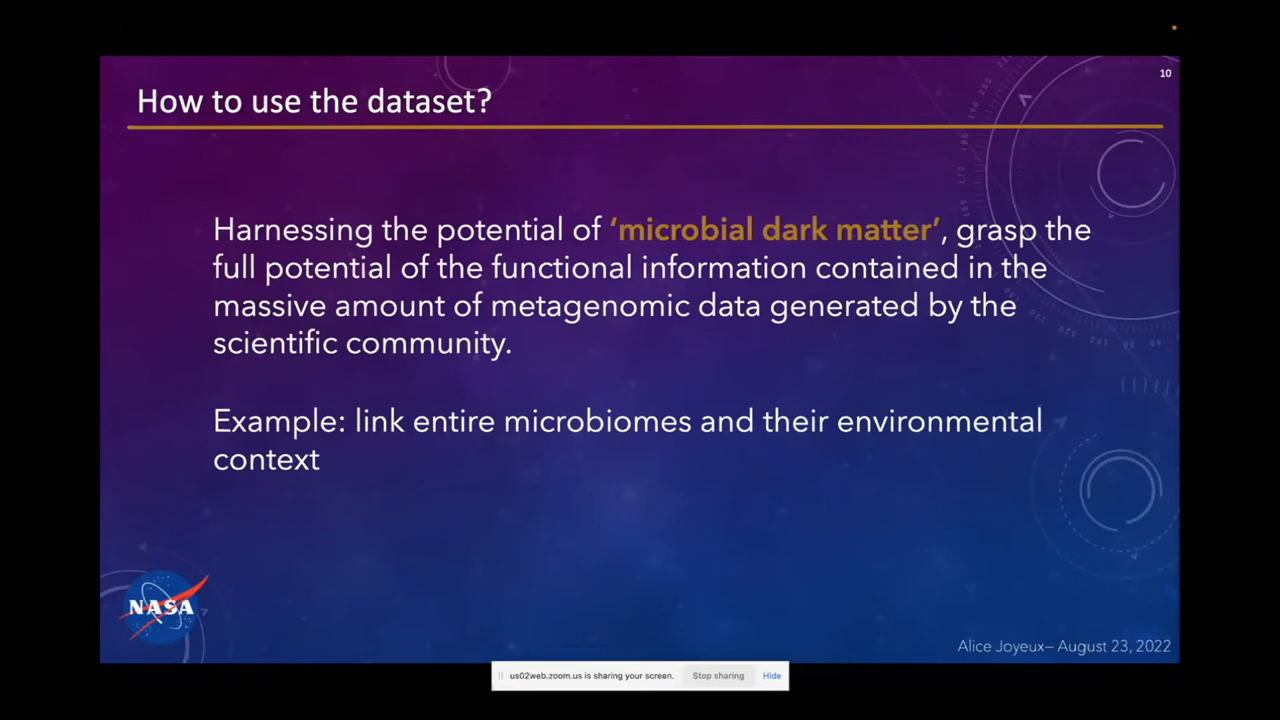 10
How to use the dataset?
Harnessing the potential of ‘microbial dark matter’, grasp the
full potential of the functional information contained in the
massive amount of metagenomic data generated by the
scientific community.
Example: link entire microbiomes and their environmental
context
NASA
Alice Joyeux– August 23, 2022
us02web.zoom.us is sharing your screen. Stop sharing Hide